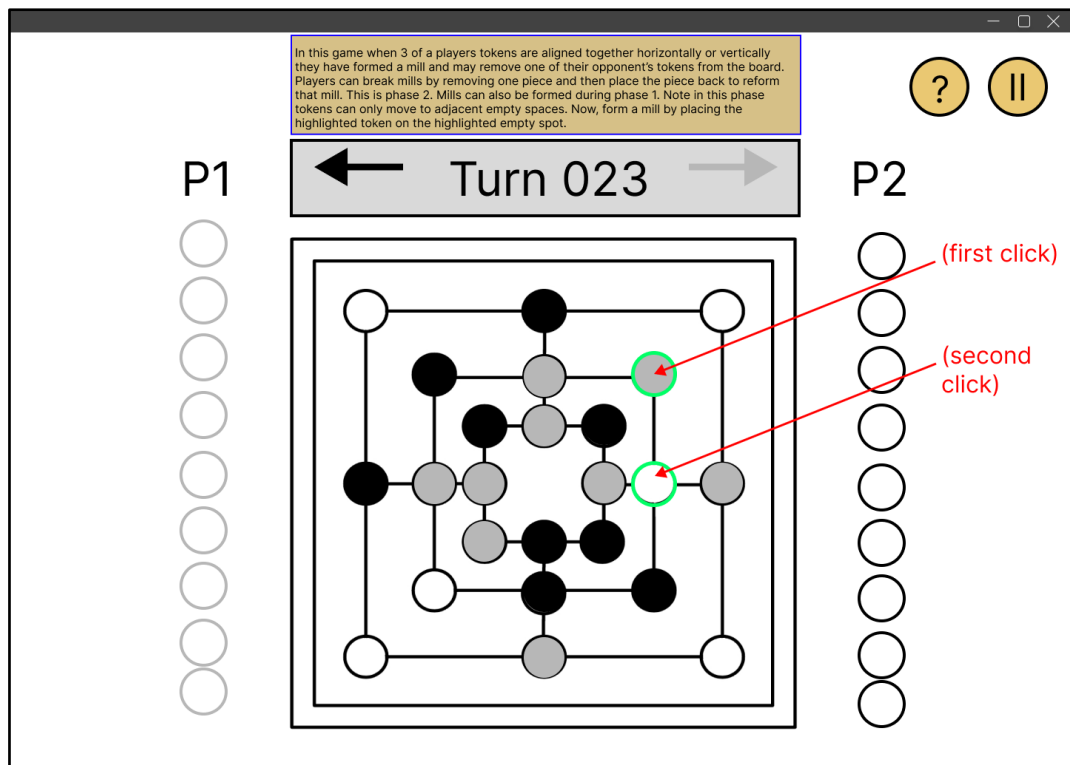 In this game when 3 of a players tokens are aligned together horizontally or vertically
they have formed a mill and may remove one of their opponent's tokens from the board.
Players can break mills by removing one piece and then place the piece back to reform
that mill. This is phase 2. Mills can also be formed during phase 1. Note in this phase
tokens can only move to adjacent empty spaces. Now, form a mill by placing the
highlighted token on the highlighted empty spot.
?
P1
Turn 023
P2
(first click)
(second
click)